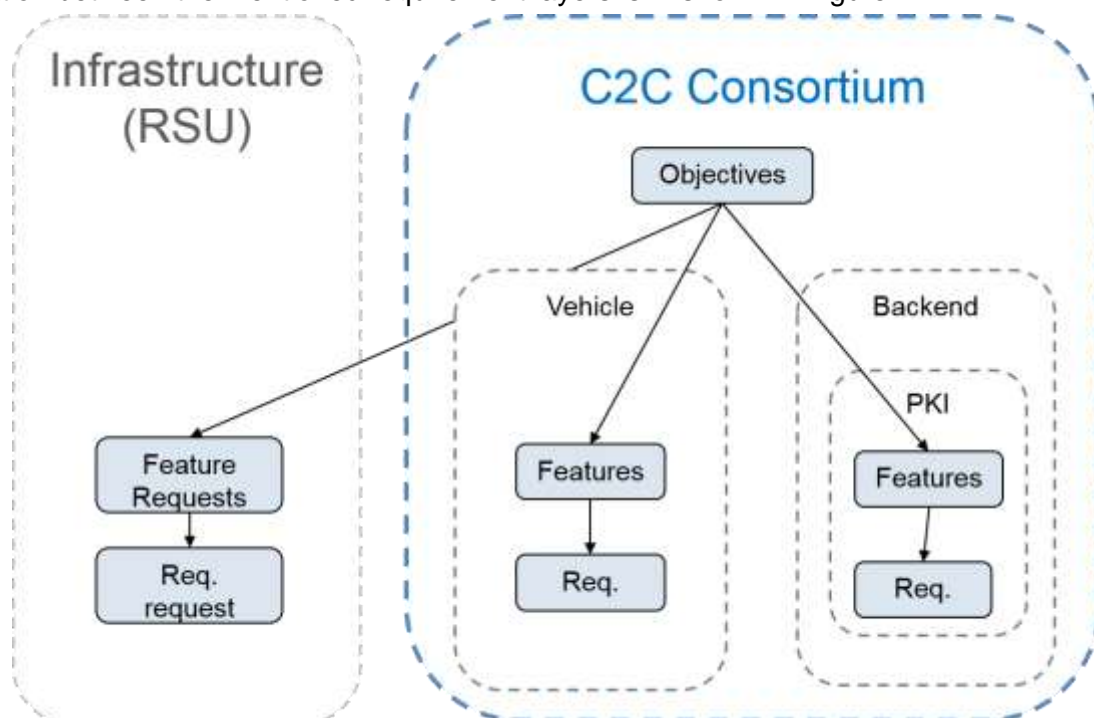 Infrastructure
(RSU)
C2C Consortium
Objectives
Vehicle
Backend
PKI
Feature
Requests
Features
Features
Req.
request
Req.
Req.